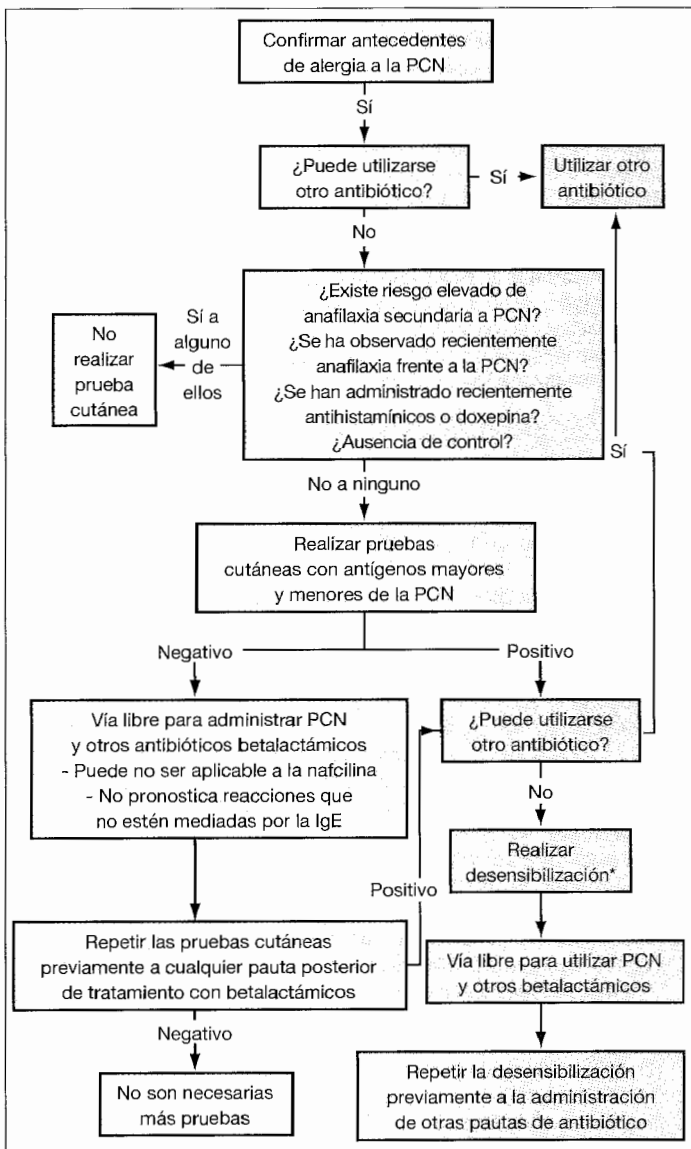 Confirmar antecedentes
de alergia a la PCN
Sí
¿Puede utilizarse
otro antibiótico?
Sí
Utilizar otro
antibiótico
No
¿Existe riesgo elevado de
anafilaxia secundaria a PCN?
¿Se ha observado recientemente
anafilaxia frente a la PCN?
¿Se han administrado recientemente
antihistamínicos o doxepina?
¿Ausencia de control?
Sí a
alguno
de
ellos
No
realizar
prueba
cutánea
Sí
No a ninguno
Realizar pruebas
cutáneas con antígenos mayores
y menores de la PCN
Negativo
Positivo
Vía libre para administrar PCN
y otros antibióticos betalactámicos
- Puede no ser aplicable a la nafcilina
- No pronostica reacciones que
no estén mediadas por la IgE
¿Puede utilizarse
otro antibiótico?
No
Realizar
desensibilización*
Positivo
Repetir las pruebas cutáneas
previamente a cualquier pauta posterior
de tratamiento con betalactámicos
Vía libre para utilizar PCN
y otros betalactámicos
Negativo
No son necesarias
más pruebas
Repetir la desensibilización
previamente a la administración
de otras pautas de antibiótico